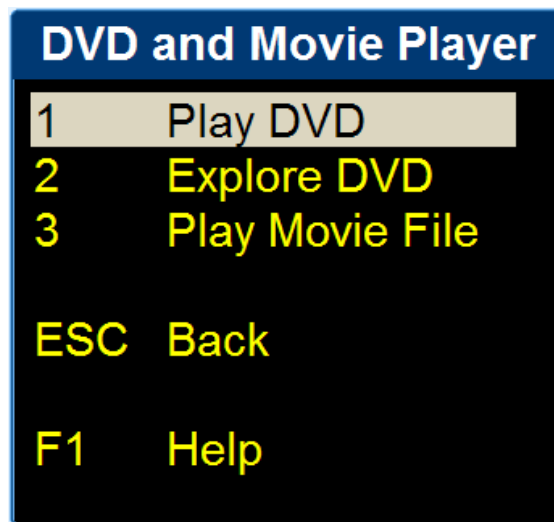 DVD and Movie Player
1 Play DVD
2 Explore DVD
3 Play Movie File
ESC Back
F1 Help